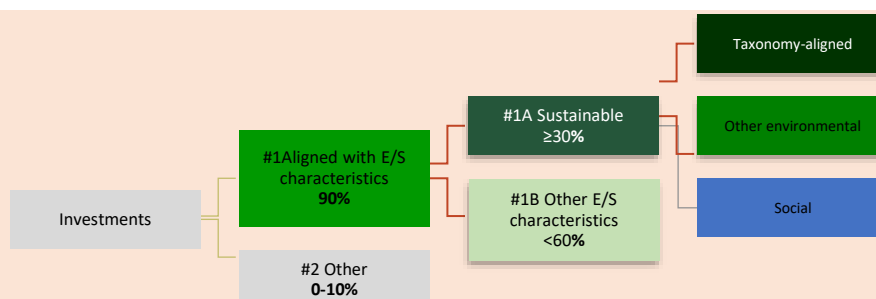 Taxonomy-aligned
#1A Sustainable
≥30%
Other environmental
#1Aligned with E/S
characteristics
90%
#1B Other E/S
characteristics
<60%
Social
Investments
#2 Other
0-10%